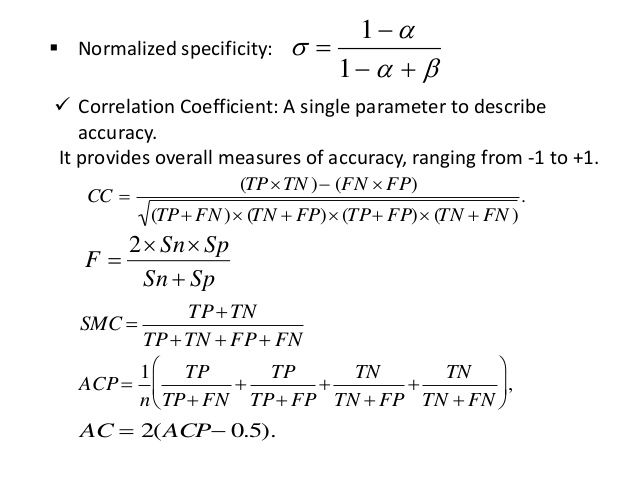 ▪ Normalized specificity: σ = (1 − α) / (1 − α + β)
✓ Correlation Coefficient: A single parameter to describe
accuracy.
It provides overall measures of accuracy, ranging from -1 to +1.
CC = ((TP × TN) − (FN × FP)) / √((TP + FN) × (TN + FP) × (TP + FP) × (TN + FN)).
F = (2 × Sn × Sp) / (Sn + Sp)
SMC = (TP + TN) / (TP + TN + FP + FN)
ACP = 1/n (TP/(TP + FN) + TP/(TP + FP) + TN/(TN + FP) + TN/(TN + FN)),
AC = 2(ACP − 0.5).